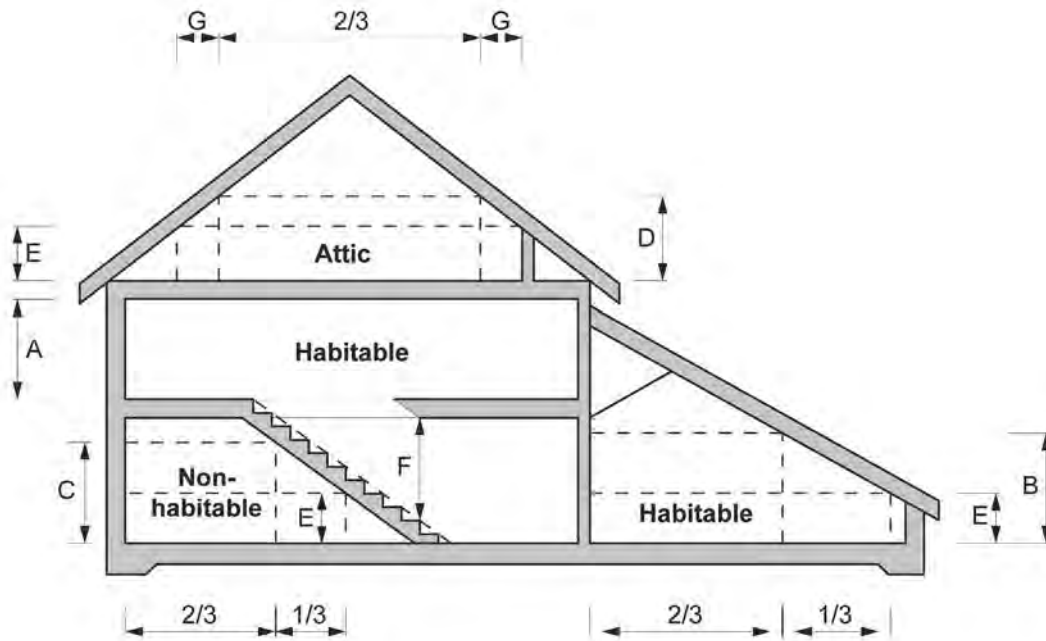 G 2/3 G
D
E
Attic
A
Habitable
F
C
Non-
habitable
E
Habitable
E
B
2/3 1/3 2/3 1/3